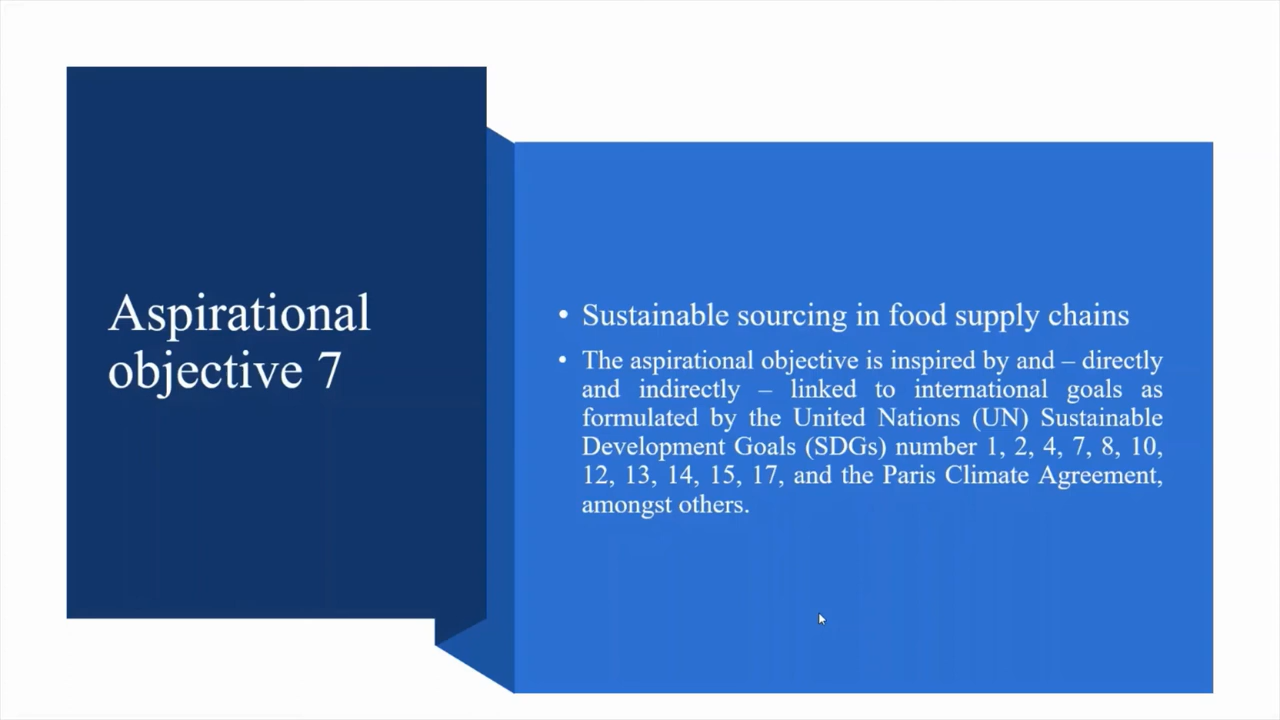 Aspirational
objective 7
• Sustainable sourcing in food supply chains
• The aspirational objective is inspired by and – directly
and indirectly – linked to international goals as
formulated by the United Nations (UN) Sustainable
Development Goals (SDGs) number 1, 2, 4, 7, 8, 10,
12, 13, 14, 15, 17, and the Paris Climate Agreement,
amongst others.